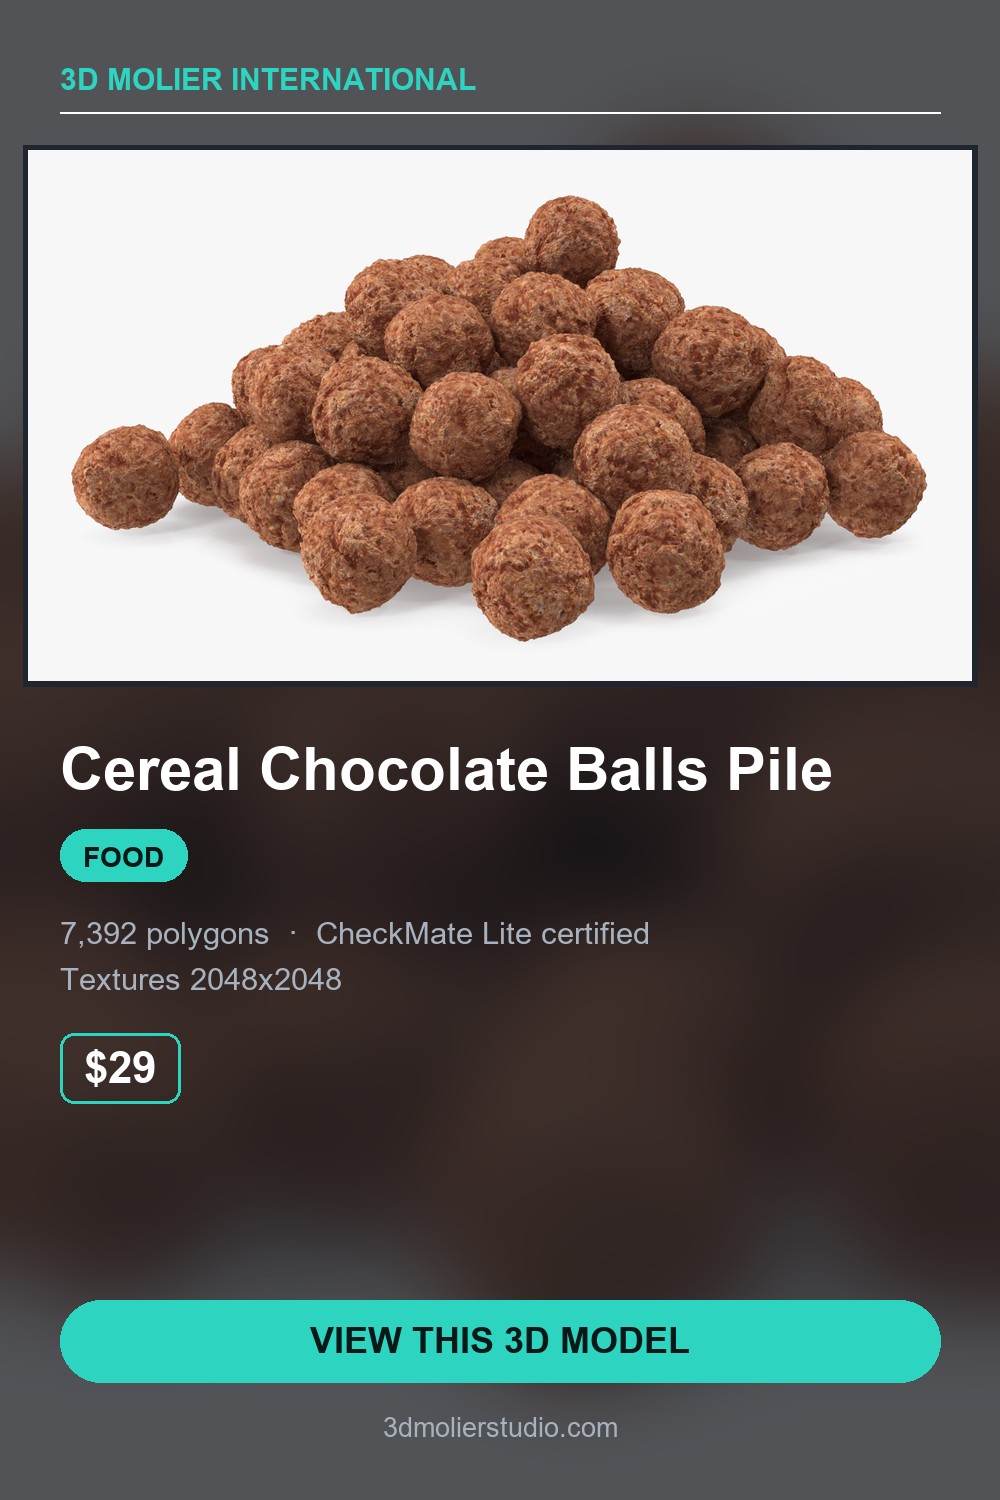 3D MOLIER INTERNATIONAL
Cereal Chocolate Balls Pile
FOOD
7,392 polygons · CheckMate Lite certified
Textures 2048x2048
$29
VIEW THIS 3D MODEL
3dmolierstudio.com